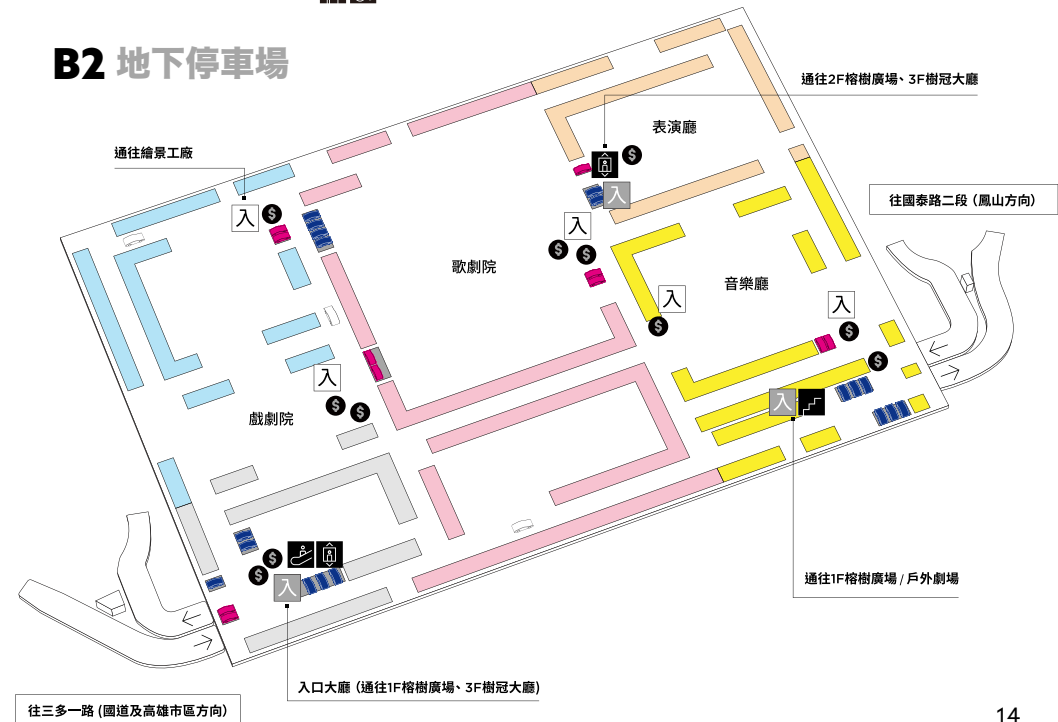 B2 地下停車場
通往2F榕樹廣場、3F樹冠大廳
表演廳
$
入
通往繪景工廠
入
$
往國泰路二段(鳳山方向)
入
$
$
歌劇院
音樂廳
入
$
入
$
$
入
$
$
戲劇院
入
$
$
入
通往1F榕樹廣場 / 戶外劇場
入口大廳 (通往1F榕樹廣場、3F樹冠大廳)
往三多一路 (國道及高雄市區方向)
14